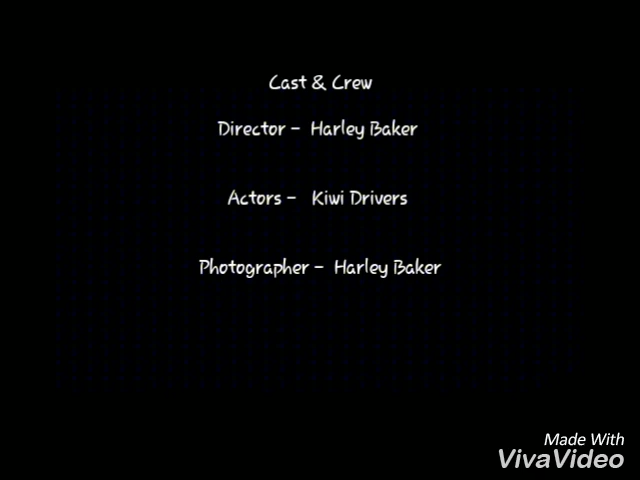 Cast & Crew
Director - Harley Baker
Actors - Kiwi Drivers
Photographer - Harley Baker
Made With
VivaVideo